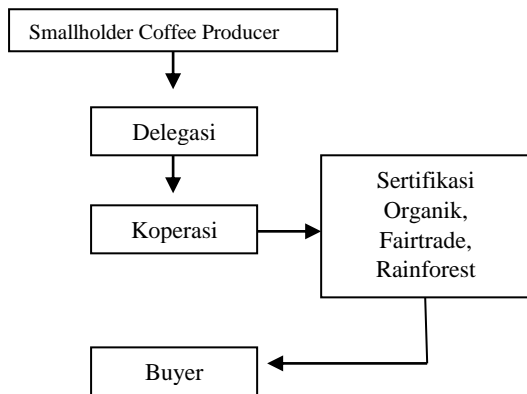 Smallholder Coffee Producer
Delegasi
Koperasi
Sertifikasi
Organik,
Fairtrade,
Rainforest
Buyer